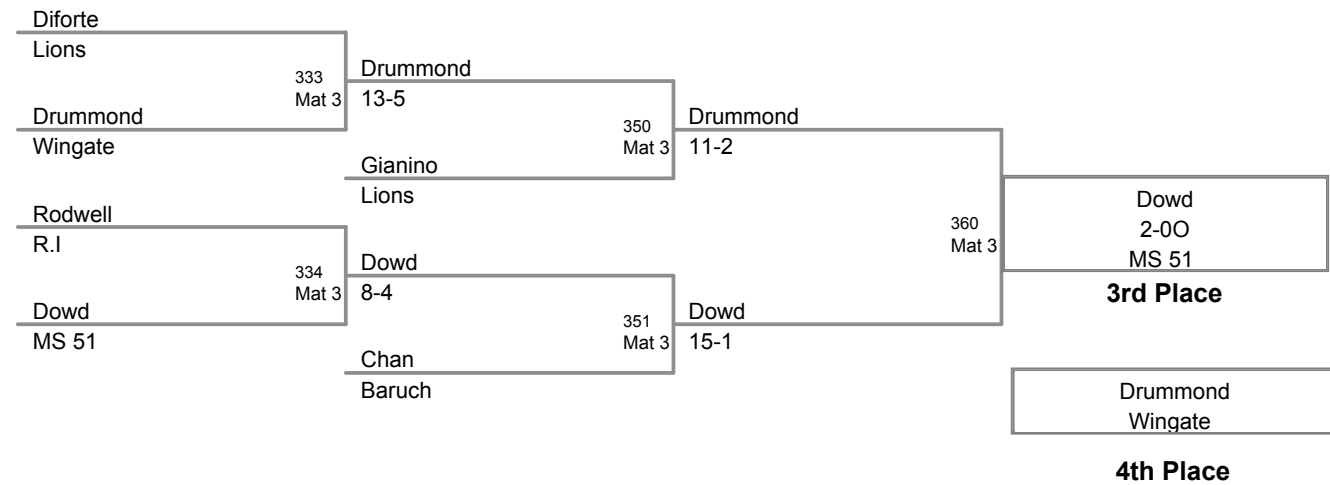 Diforte
Lions
333
Mat 3
Drummond
13-5
Drummond
Wingate
350
Mat 3
Drummond
11-2
Gianino
Lions
Rodwell
R.I
334
Mat 3
Dowd
8-4
Dowd
MS 51
351
Mat 3
Dowd
15-1
Chan
Baruch
360
Mat 3
Dowd
2-0O
MS 51
3rd Place
Drummond
Wingate
4th Place